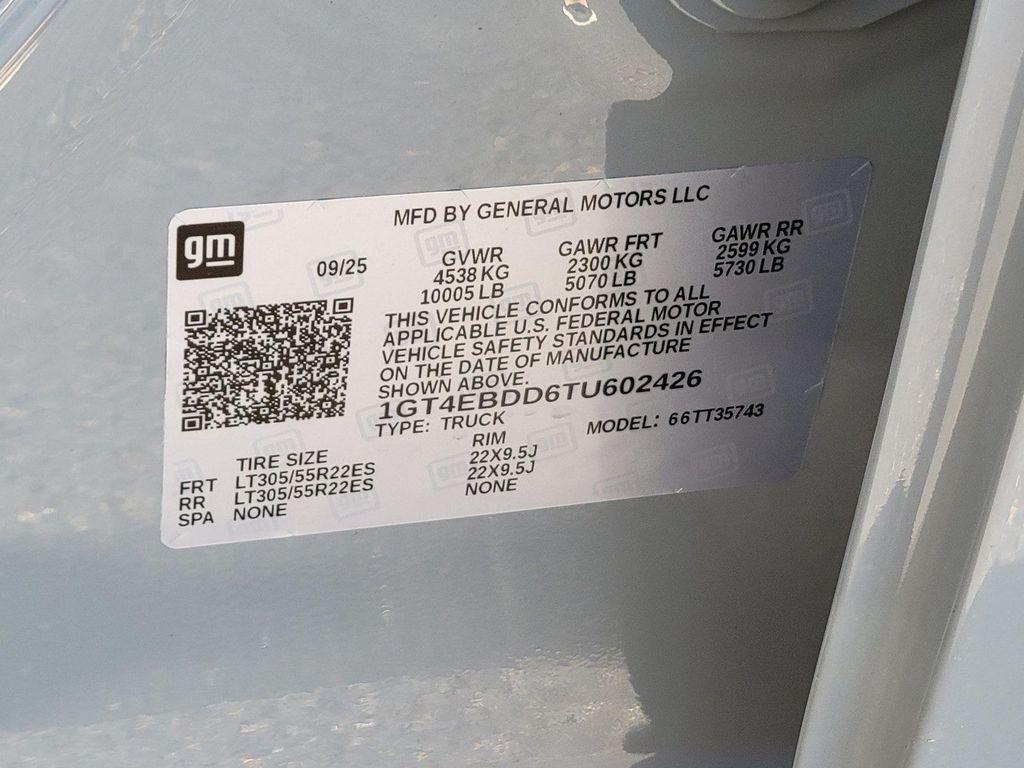 gm
MFD BY GENERAL MOTORS LLC
09/25
GVWR GAWR FRT GAWR RR
4538 KG 2300 KG 2599 KG
10005 LB 5070 LB 5730 LB
THIS VEHICLE CONFORMS TO ALL
APPLICABLE U.S. FEDERAL MOTOR
VEHICLE SAFETY STANDARDS IN EFFECT
ON THE DATE OF MANUFACTURE
SHOWN ABOVE.
1GT4EBDD6TU602426
TYPE: TRUCK MODEL: 66TT35743
TIRE SIZE RIM
FRT LT305/55R22ES 22X9.5J
RR LT305/55R22ES 22X9.5J
SPA NONE NONE